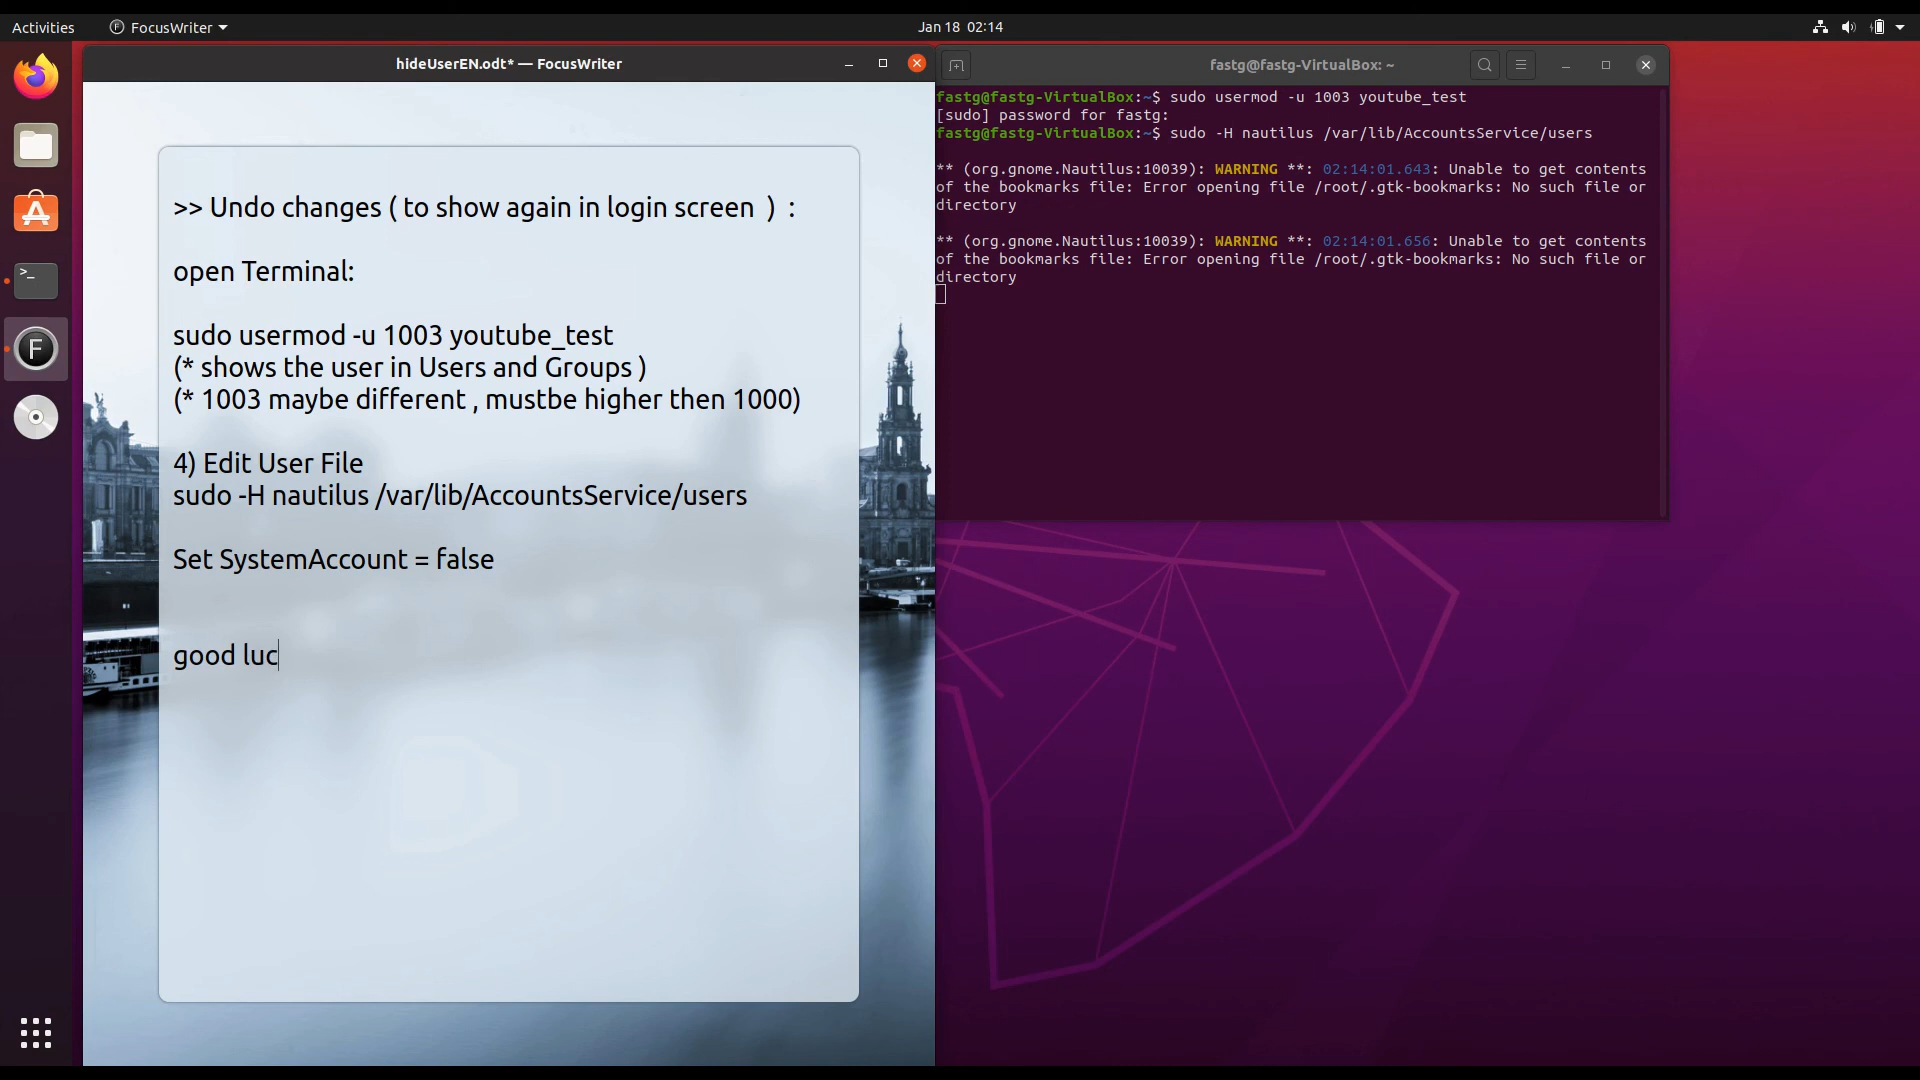 Activities
FocusWriter
Jan 18 02:14
hideUserEN.odt* — FocusWriter
>> Undo changes ( to show again in login screen  )  :
open Terminal:
sudo usermod -u 1003 youtube_test
(* shows the user in Users and Groups )
(* 1003 maybe different , mustbe higher then 1000)
4) Edit User File
sudo -H nautilus /var/lib/AccountsService/users
Set SystemAccount = false
good luc
fastg@fastg-VirtualBox: ~
fastg@fastg-VirtualBox:~$ sudo usermod -u 1003 youtube_test
[sudo] password for fastg:
fastg@fastg-VirtualBox:~$ sudo -H nautilus /var/lib/AccountsService/users
** (org.gnome.Nautilus:10039): WARNING **: 02:14:01.643: Unable to get contents
of the bookmarks file: Error opening file /root/.gtk-bookmarks: No such file or
directory
** (org.gnome.Nautilus:10039): WARNING **: 02:14:01.656: Unable to get contents
of the bookmarks file: Error opening file /root/.gtk-bookmarks: No such file or
directory